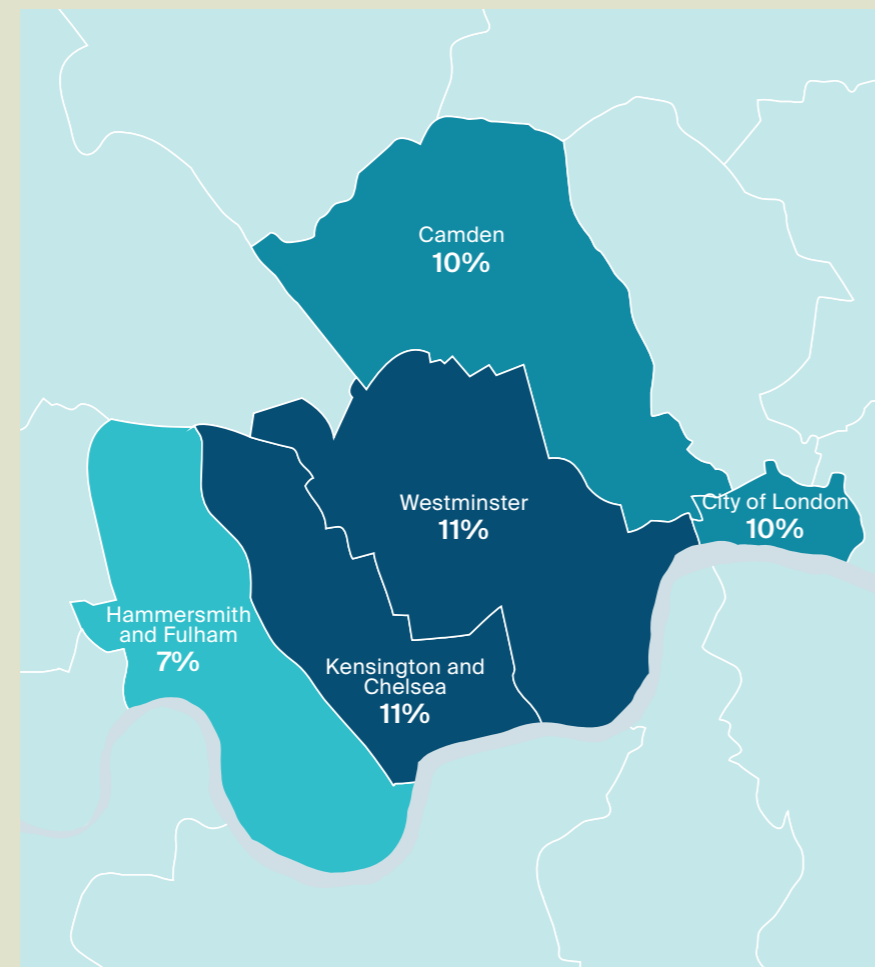 Camden
10%
Westminster
11%
City of London
10%
Hammersmith
and Fulham
7%
Kensington and
Chelsea
11%